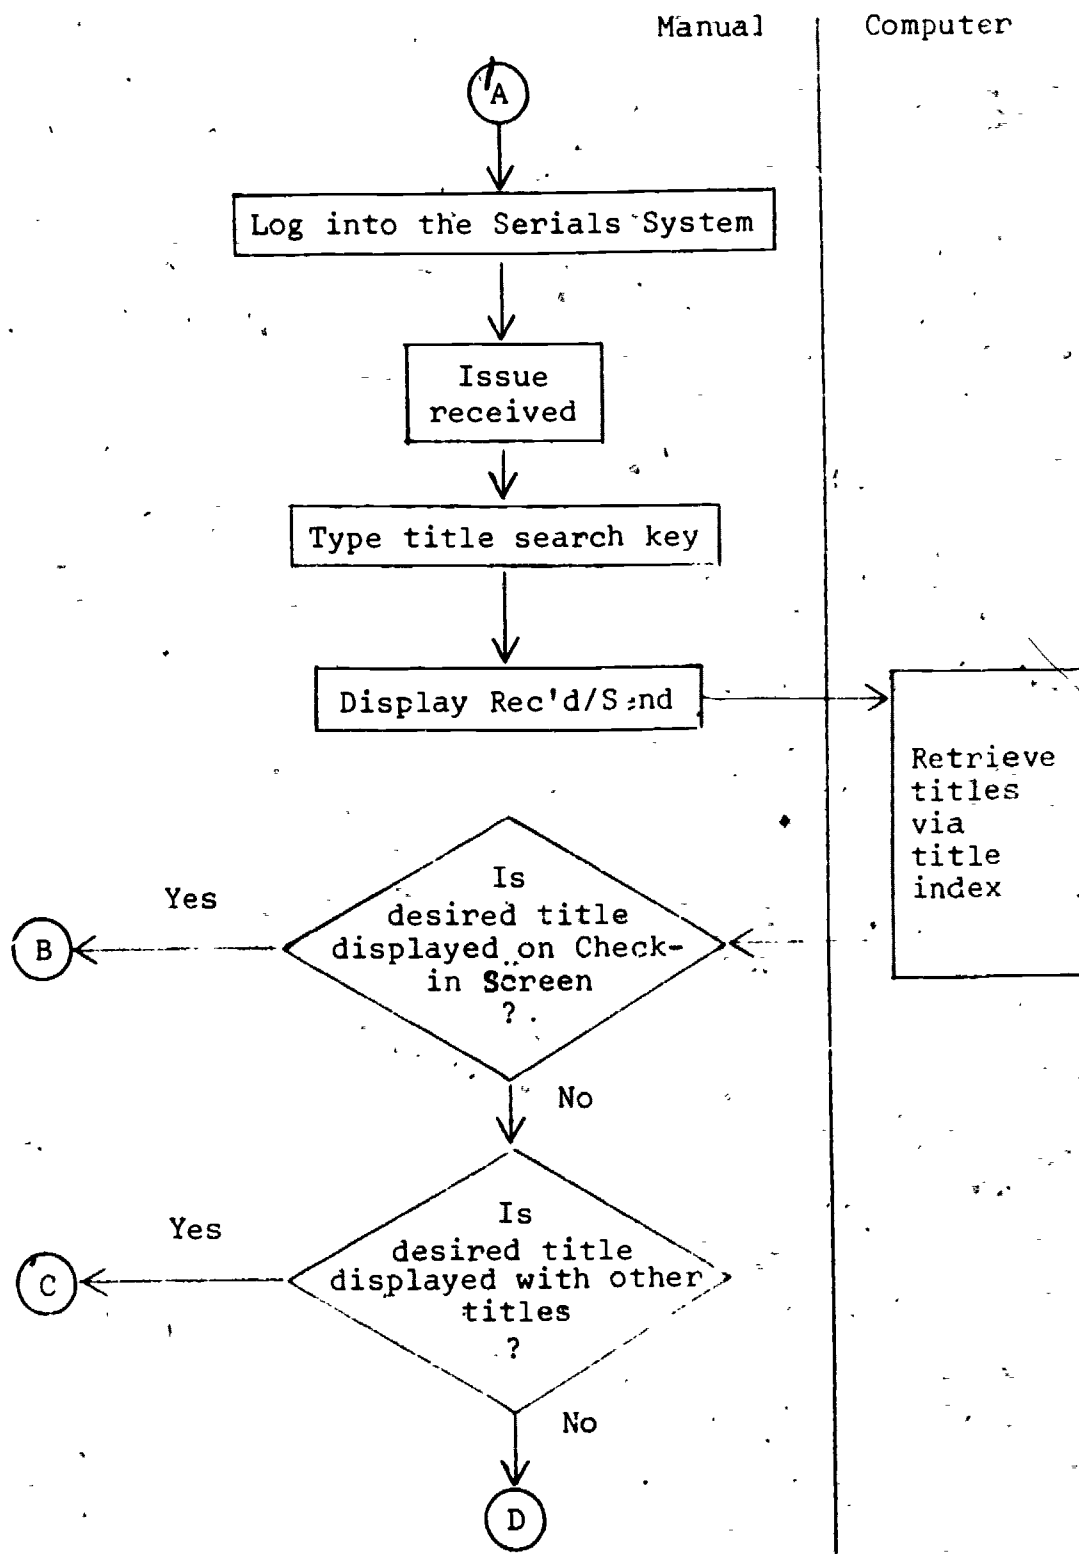 Manual Computer
A
Log into the Serials System
Issue
received
Type title search key
Display Rec'd/Send
Retrieve
titles
via
title
index
Is
desired title
displayed on Check-
in Screen
?
Yes
B
No
Is
desired title
displayed with other
titles
?
Yes
C
No
D